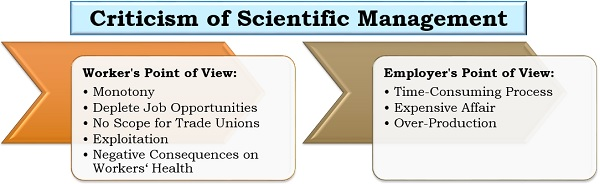 Criticism of Scientific Management
Worker's Point of View:
• Monotony
• Deplete Job Opportunities
• No Scope for Trade Unions
• Exploitation
• Negative Consequences on
Workers‘ Health
Employer's Point of View:
• Time-Consuming Process
• Expensive Affair
• Over-Production